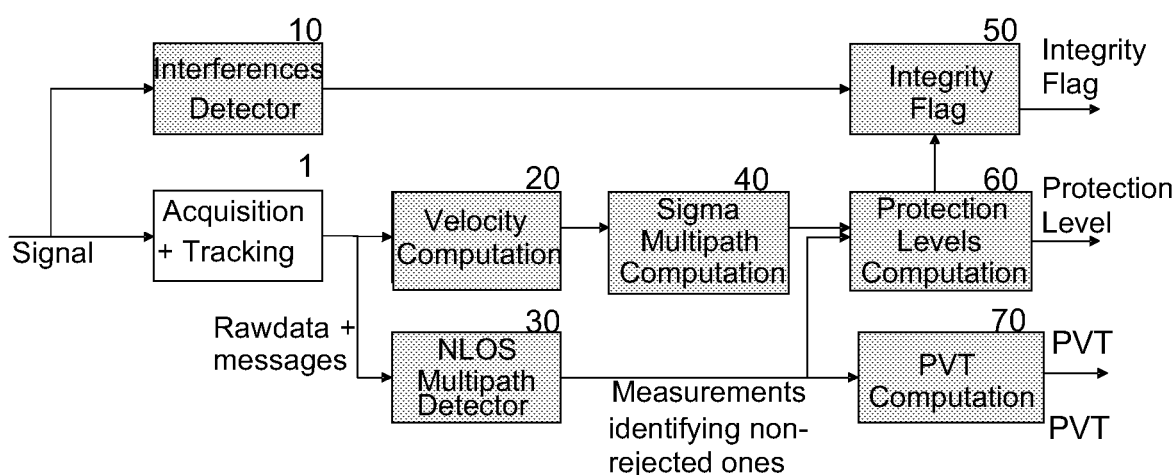 10
Interferences
Detector
50
Integrity
Flag
Integrity
Flag
Signal
1
Acquisition
+ Tracking
20
Velocity
Computation
40
Sigma
Multipath
Computation
60
Protection
Levels
Computation
Protection
Level
Rawdata +
messages
30
NLOS
Multipath
Detector
Measurements
identifying non-
rejected ones
70
PVT
Computation
PVT
PVT